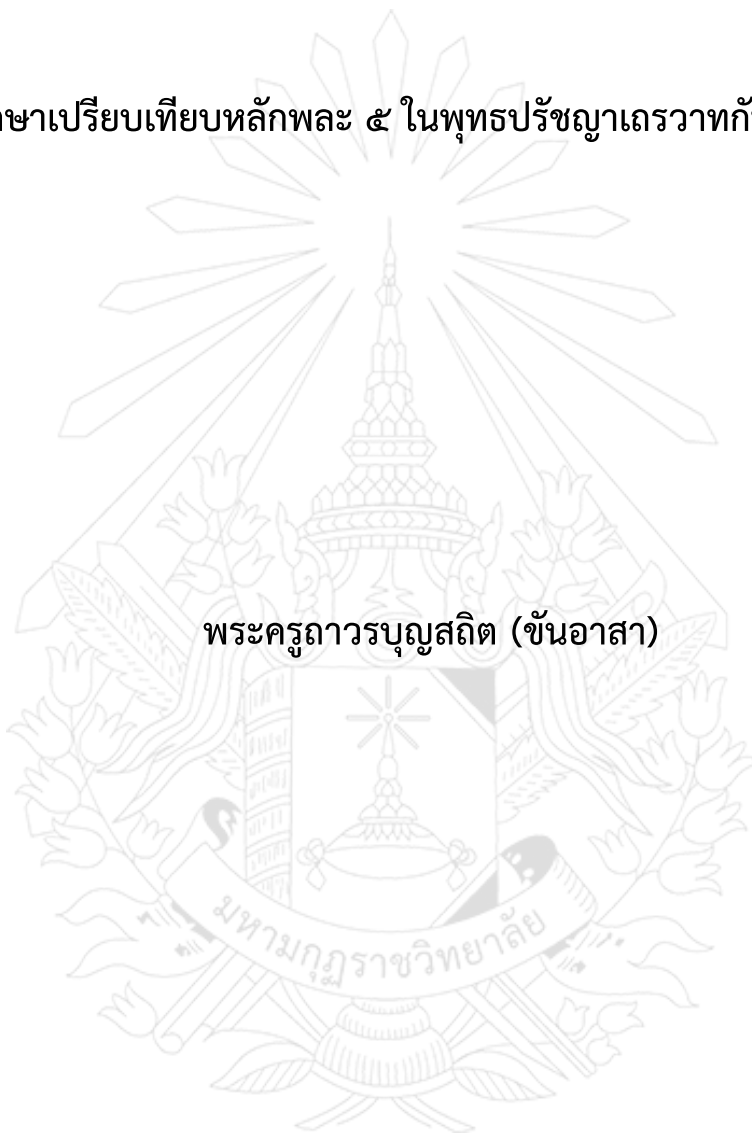 ษาเปรียบเทียบหลักพละ ๕ ในพุทธปรัชญาเถรวาทกั
พระครูถาวรบุญสถิต (ขันอาสา)
มหามกุฏราชวิทยาลัย